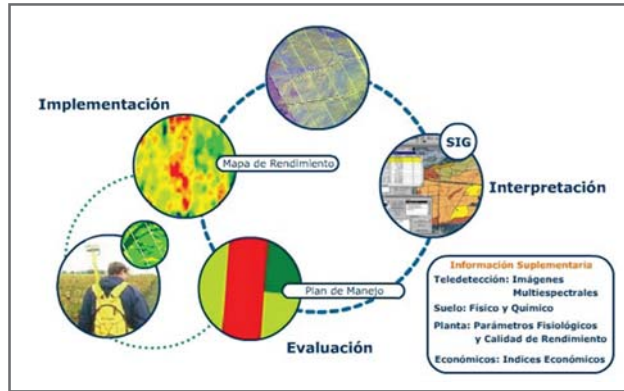 Implementación
SIG
Mapa de Rendimiento
Interpretación
Plan de Manejo
Evaluación
Información Suplementaria
Teledetección: Imágenes
Multiespectrales
Suelo: Físico y Químico
Planta: Parámetros Fisiológicos
y Calidad de Rendimiento
Económicos: Indices Económicos